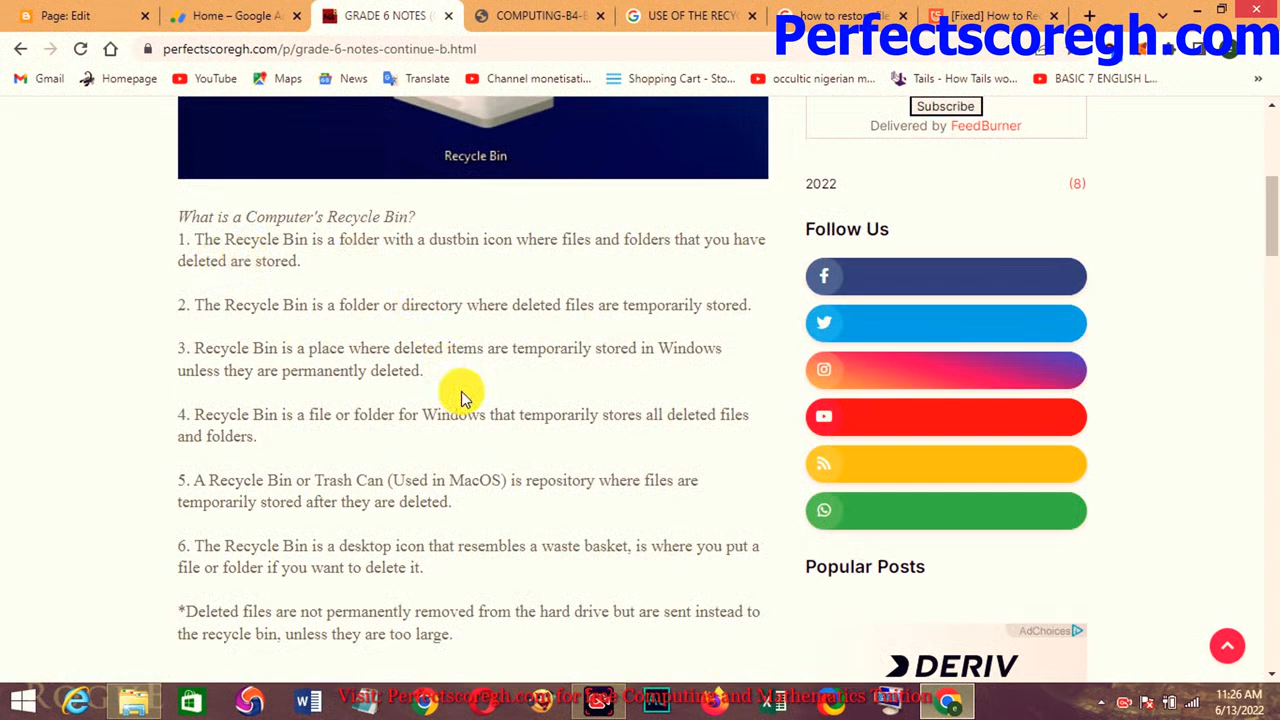 Page: Edit
Home – Google A
GRADE 6 NOTES (
COMPUTING-B4-E
USE OF THE RECY
how to restore file
[Fixed] How to Rec
Perfectscoregh.com
perfectscoregh.com/p/grade-6-notes-continue-b.html
Gmail
Homepage
YouTube
Maps
News
Translate
Channel monetisati...
Shopping Cart - Sto...
occultic nigerian m...
Tails - How Tails wo...
BASIC 7 ENGLISH L...
Subscribe
Delivered by FeedBurner
Recycle Bin
2022 (8)
What is a Computer's Recycle Bin?
1. The Recycle Bin is a folder with a dustbin icon where files and folders that you have
deleted are stored.
2. The Recycle Bin is a folder or directory where deleted files are temporarily stored.
3. Recycle Bin is a place where deleted items are temporarily stored in Windows
unless they are permanently deleted.
4. Recycle Bin is a file or folder for Windows that temporarily stores all deleted files
and folders.
5. A Recycle Bin or Trash Can (Used in MacOS) is repository where files are
temporarily stored after they are deleted.
6. The Recycle Bin is a desktop icon that resembles a waste basket, is where you put a
file or folder if you want to delete it.
*Deleted files are not permanently removed from the hard drive but are sent instead to
the recycle bin, unless they are too large.
Follow Us
Popular Posts
AdChoices
DERIV
Visit: Perfectscoregh.com for free Computing and Mathematics Tuition
11:26 AM
6/13/2022